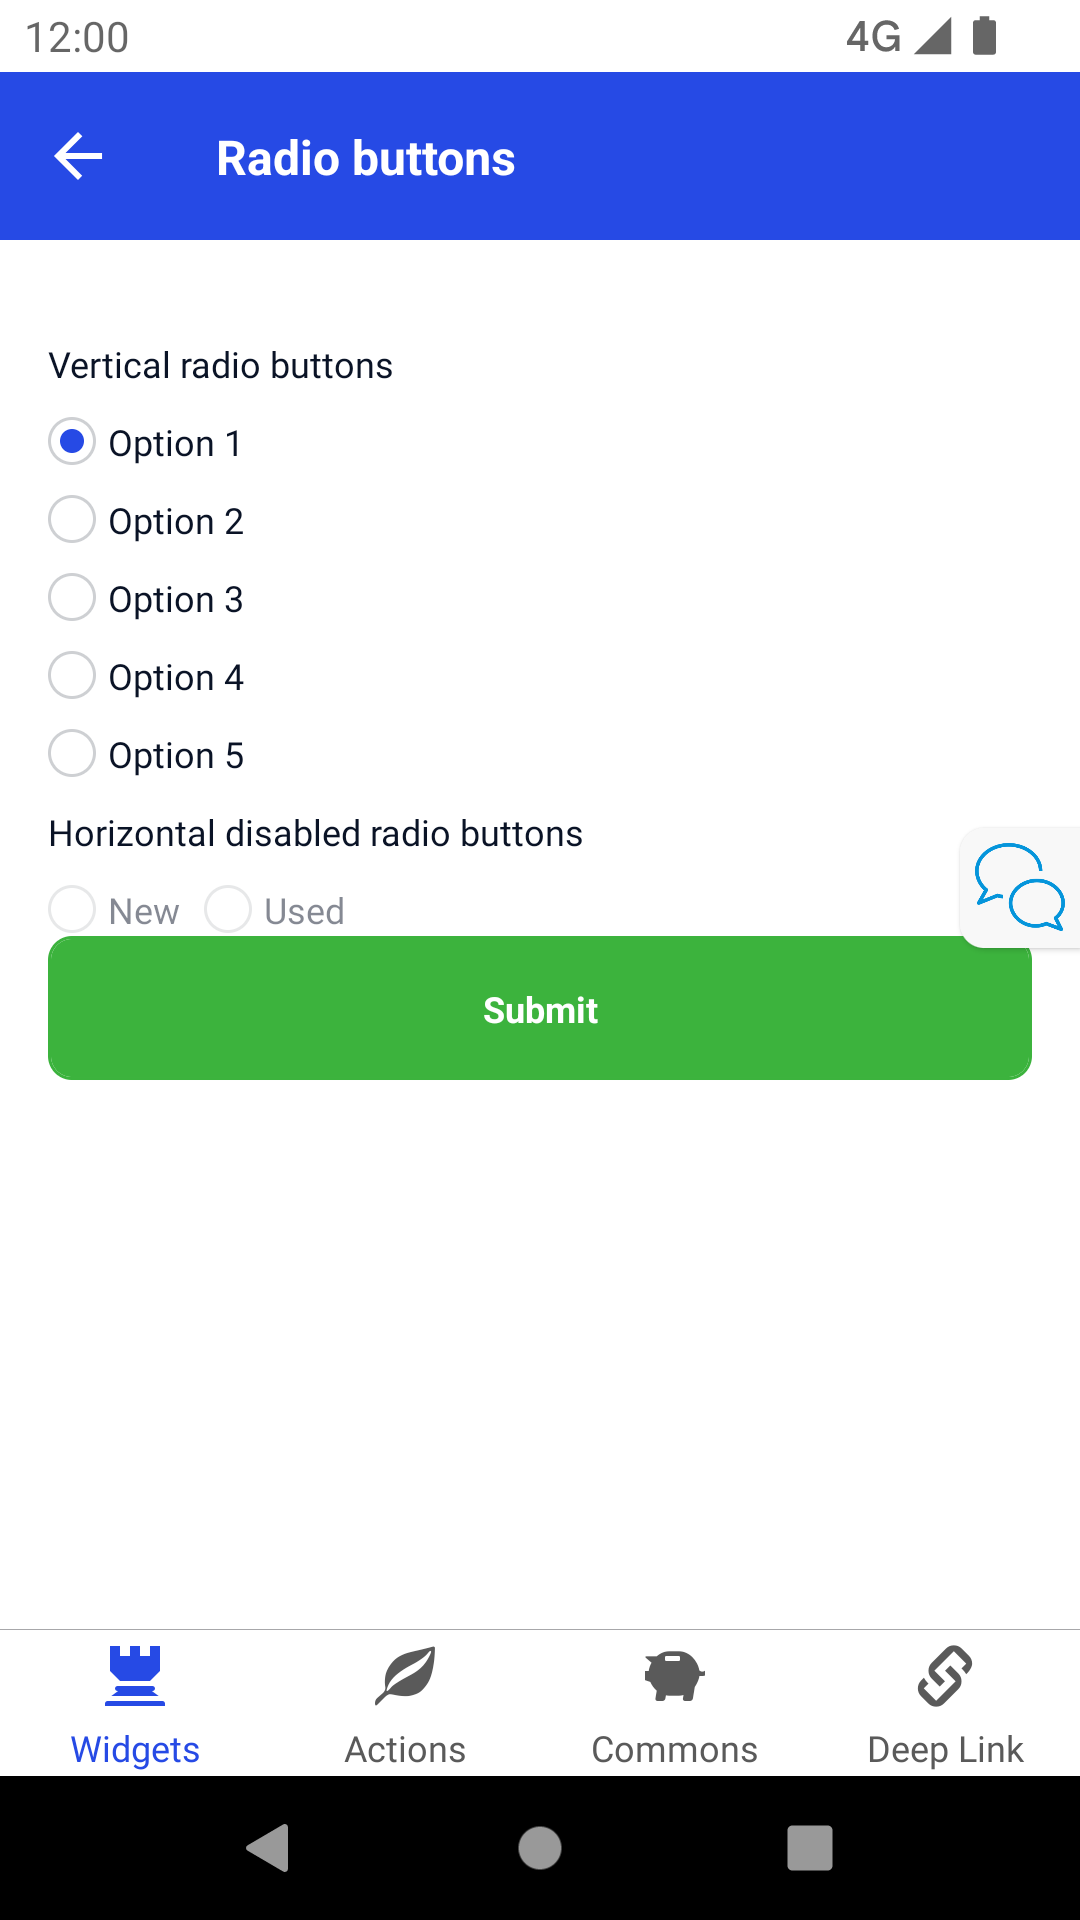 12:00 4G
Radio buttons
Vertical radio buttons
Option 1
Option 2
Option 3
Option 4
Option 5
Horizontal disabled radio buttons
New Used
Submit
Widgets Actions Commons Deep Link